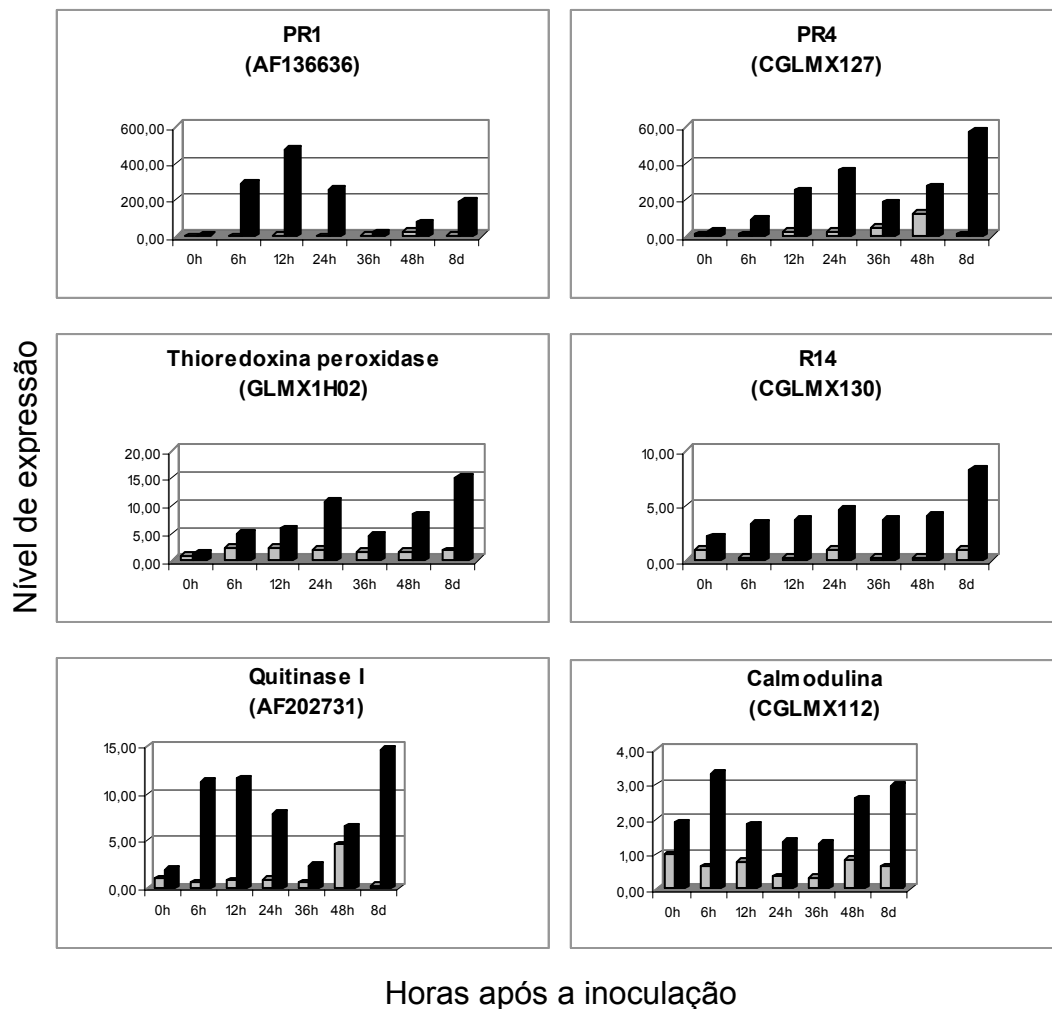 PR1
(AF136636)
600,00
400,00
200,00
0,00
0h 6h 12h 24h 36h 48h 8d
PR4
(CGLMX127)
60,00
40,00
20,00
0,00
0h 6h 12h 24h 36h 48h 8d
Nível de expressão
Thioredoxina peroxidase
(GLMX1H02)
20,00
15,00
10,00
5,00
0,00
0h 6h 12h 24h 36h 48h 8d
R14
(CGLMX130)
10,00
5,00
0,00
0h 6h 12h 24h 36h 48h 8d
Quitinase I
(AF202731)
15,00
10,00
5,00
0,00
0h 6h 12h 24h 36h 48h 8d
Calmodulina
(CGLMX112)
4,00
3,00
2,00
1,00
0,00
0h 6h 12h 24h 36h 48h 8d
Horas após a inoculação